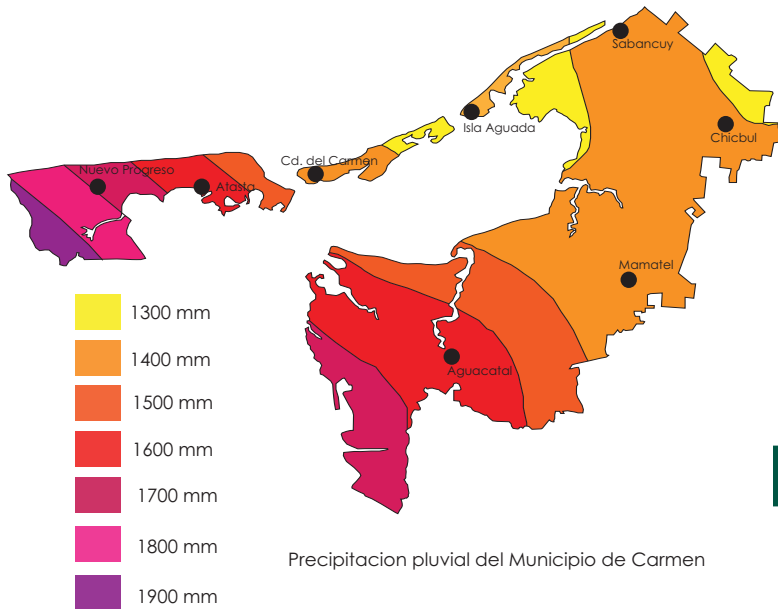 Sabancuy
Isla Aguada
Chicbul
Cd. del Carmen
Nuevo Progreso
Atasta
Mamatel
Aguacatal
1300 mm
1400 mm
1500 mm
1600 mm
1700 mm
1800 mm
1900 mm
Precipitacion pluvial del Municipio de Carmen